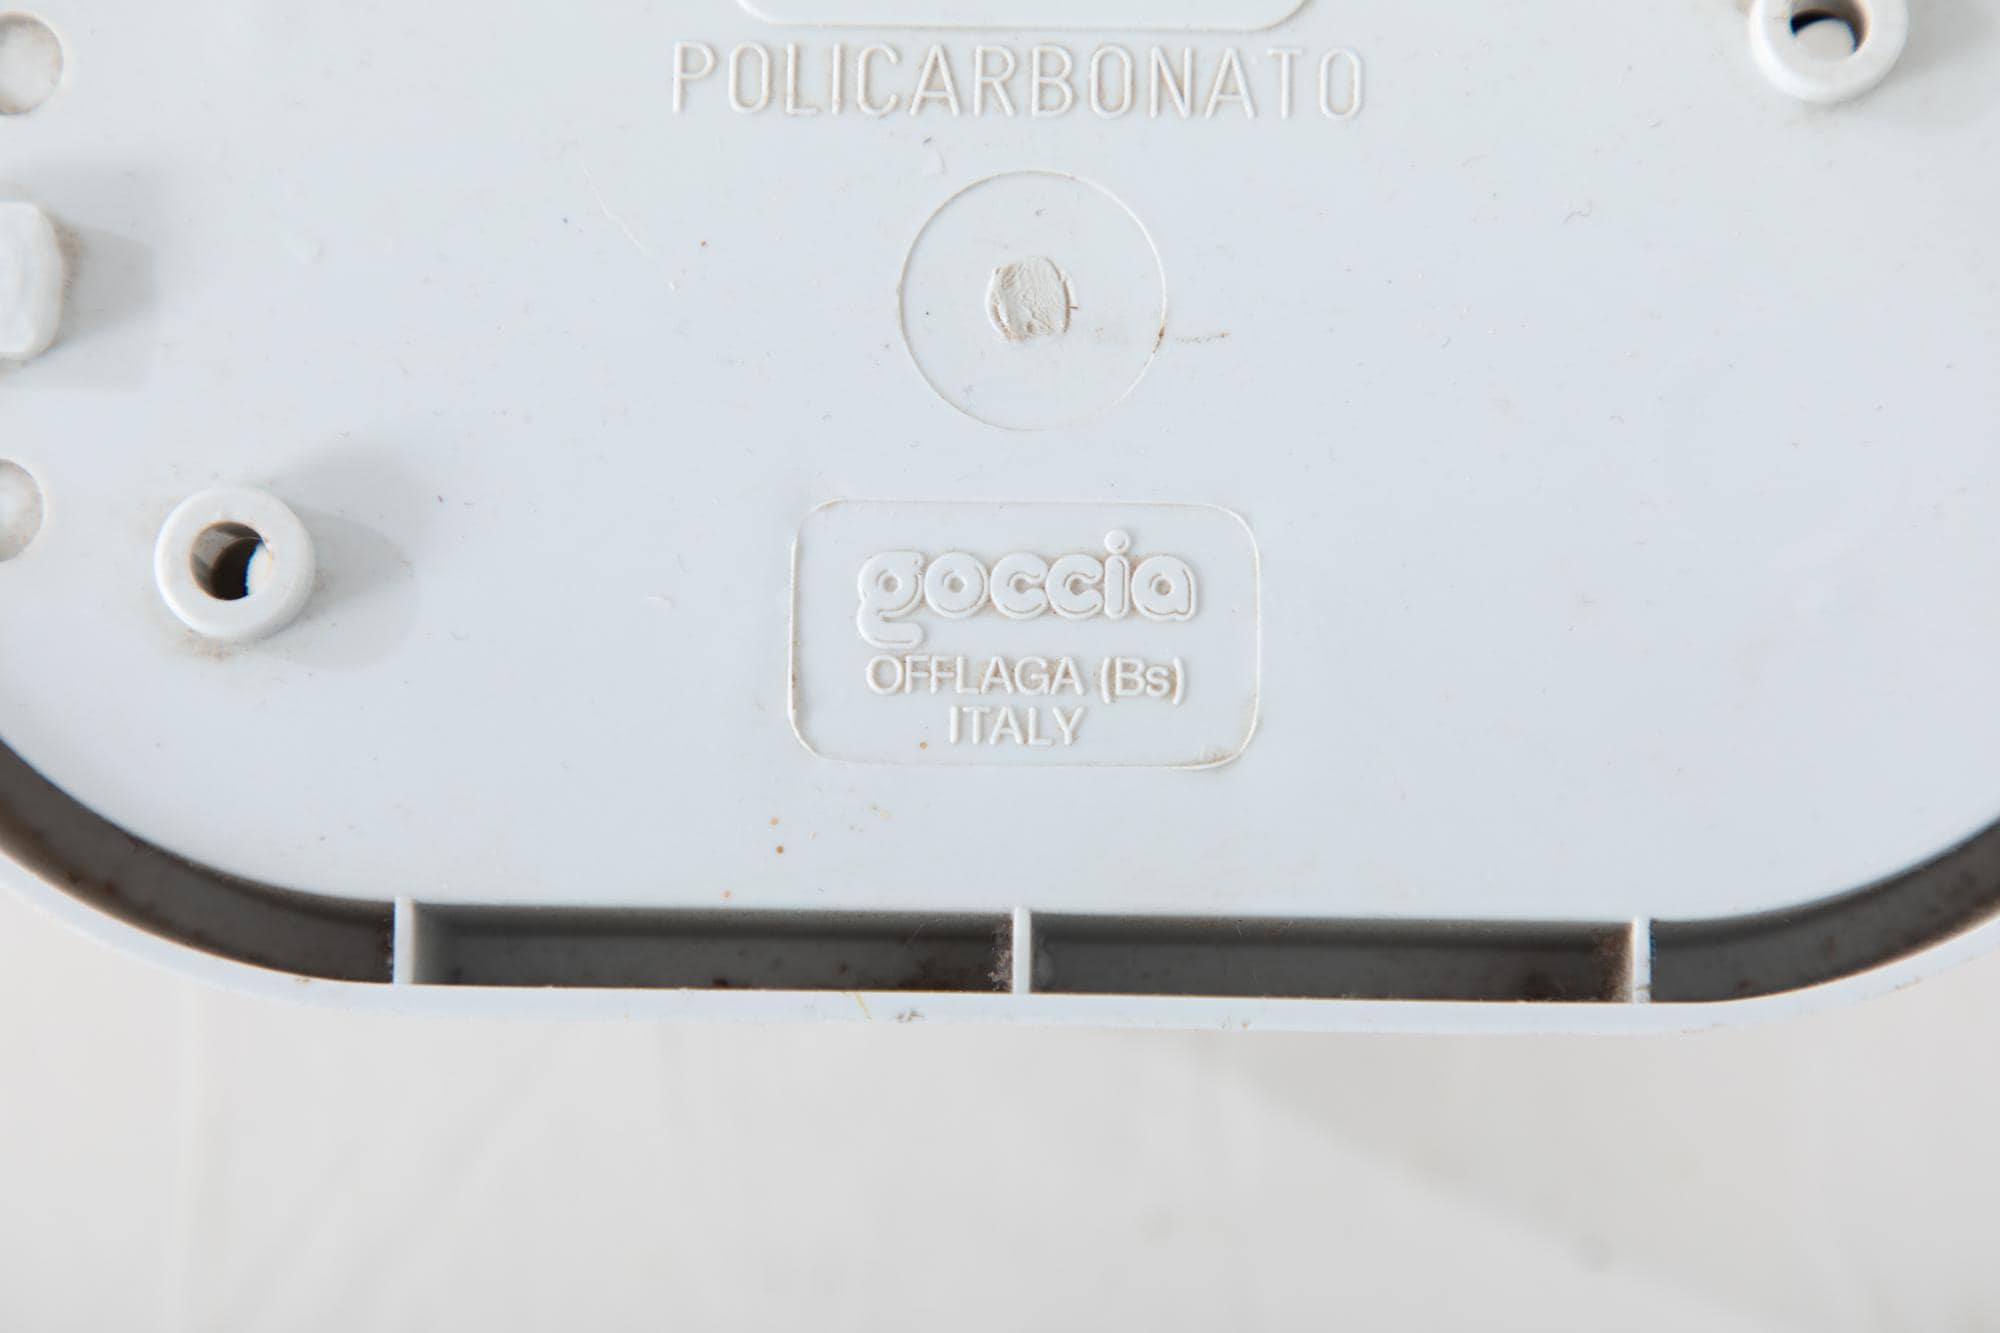 POLICARBONATO
goccia
OFFLAGA (Bs)
ITALY